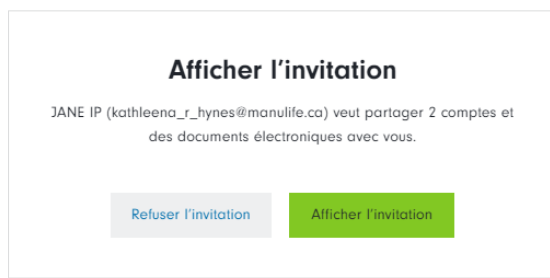 Afficher l'invitation
JANE IP (kathleena_r_hynes@manulife.ca) veut partager 2 comptes et
des documents électroniques avec vous.
Refuser l'invitation
Afficher l'invitation